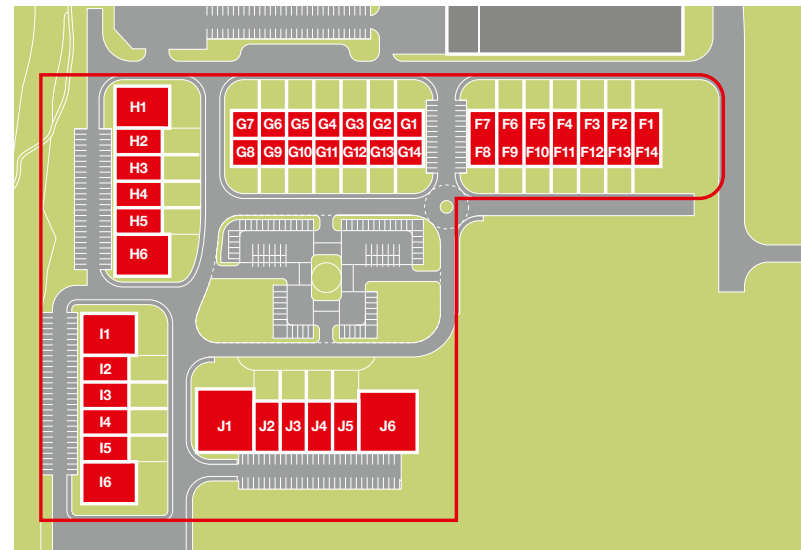 H1
H2
H3
H4
H5
H6
G7 G6 G5 G4 G3 G2 G1
G8 G9 G10 G11 G12 G13 G14
F7 F6 F5 F4 F3 F2 F1
F8 F9 F10 F11 F12 F13 F14
I1
I2
I3
I4
I5
I6
J1 J2 J3 J4 J5 J6